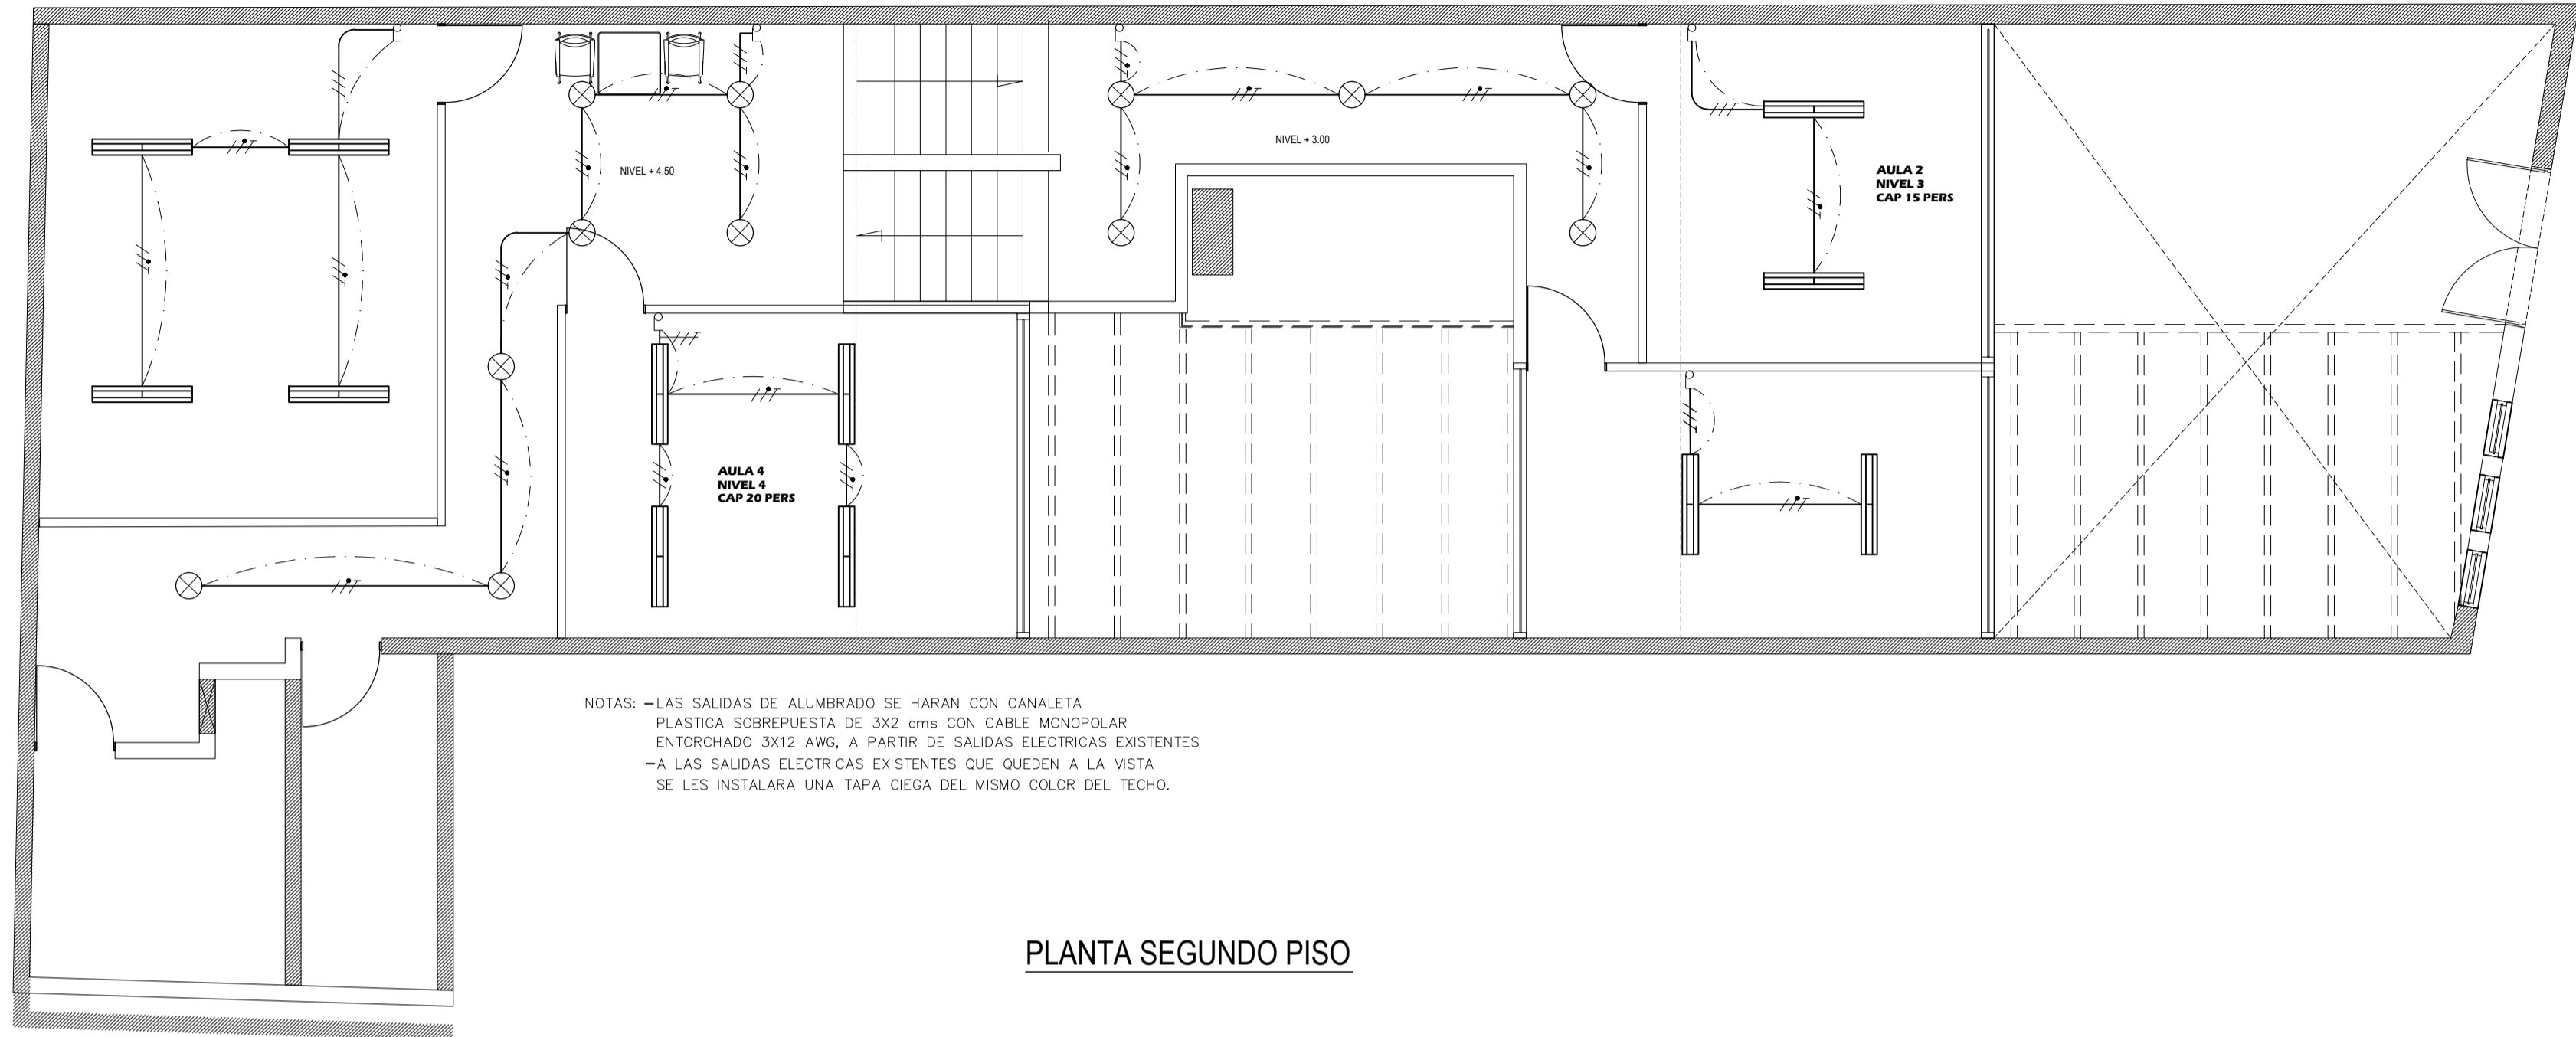 NIVEL + 4.50
NIVEL + 3.00
AULA 2
NIVEL 3
CAP 15 PERS
AULA 4
NIVEL 4
CAP 20 PERS
NOTAS: -LAS SALIDAS DE ALUMBRADO SE HARAN CON CANALETA
PLASTICA SOBREPUESTA DE 3X2 cms CON CABLE MONOPOLAR
ENTORCHADO 3X12 AWG, A PARTIR DE SALIDAS ELECTRICAS EXISTENTES
-A LAS SALIDAS ELECTRICAS EXISTENTES QUE QUEDEN A LA VISTA
SE LES INSTALARA UNA TAPA CIEGA DEL MISMO COLOR DEL TECHO.
PLANTA SEGUNDO PISO